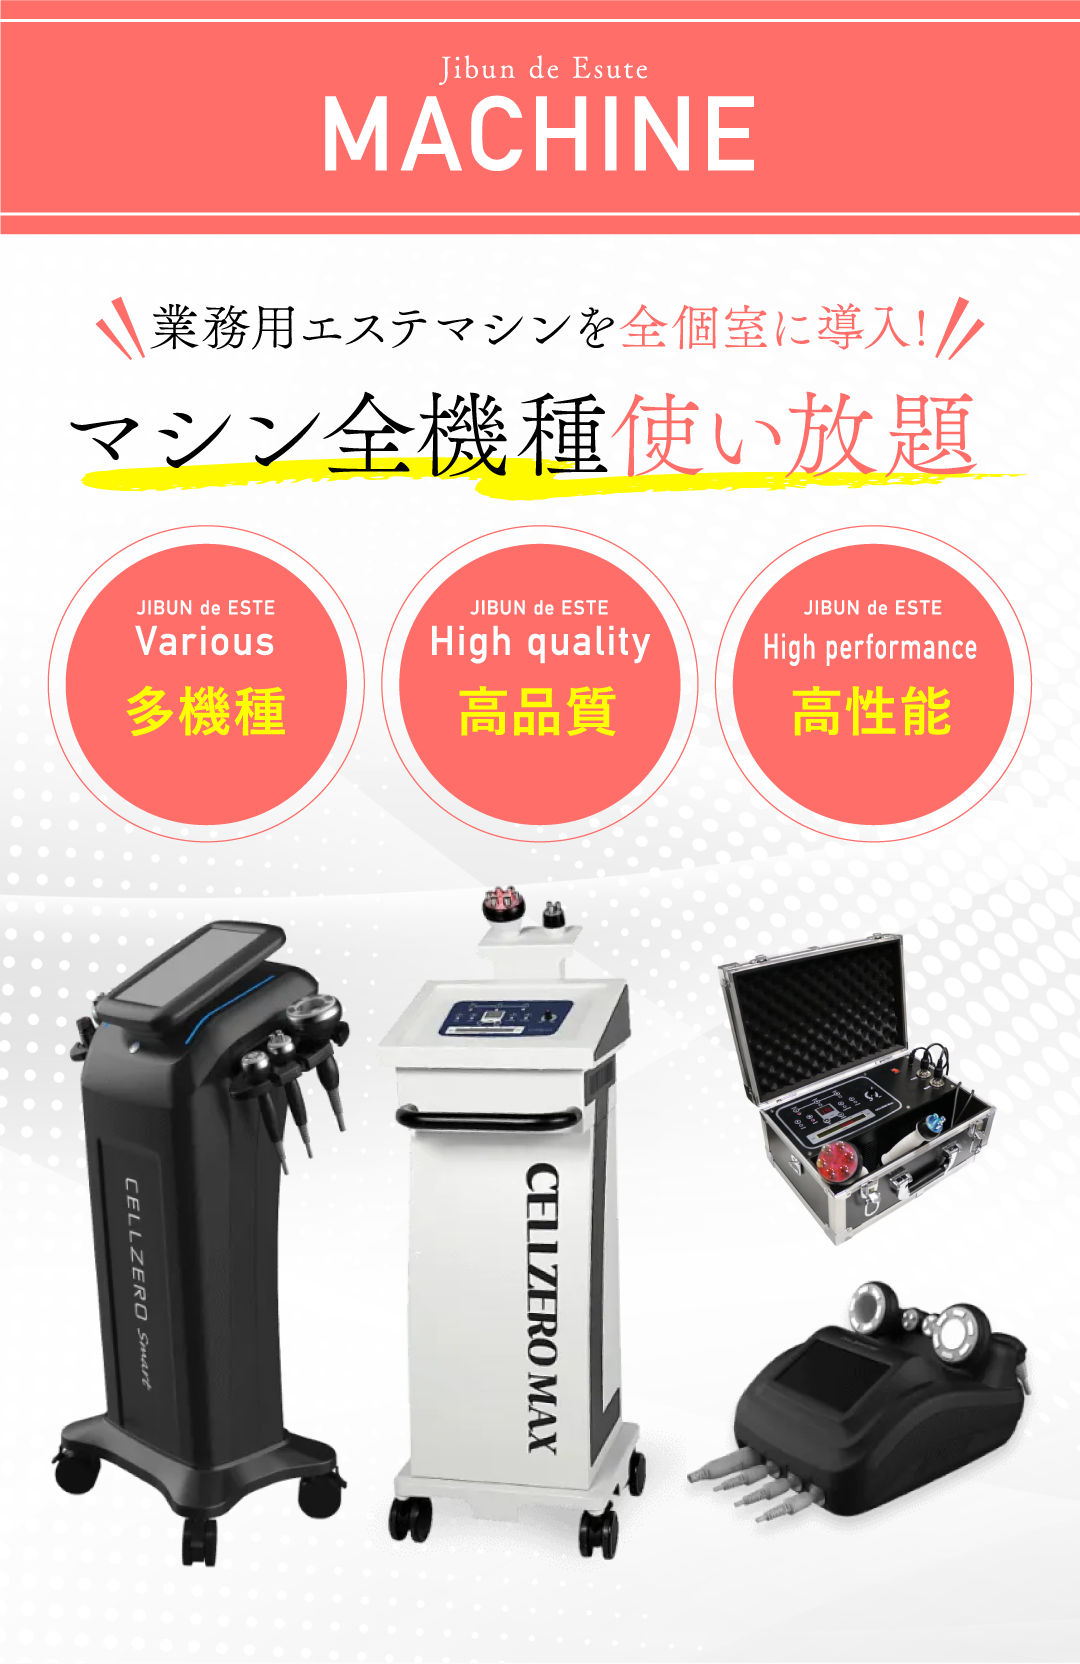 Jibun de Esute
MACHINE
業務用エステマシンを全個室に導入!
マシン全機種使い放題
JIBUN de ESTE
Various
多機種
JIBUN de ESTE
High quality
高品質
JIBUN de ESTE
High performance
高性能
CELLZERO Smart
CELLZERO MAX